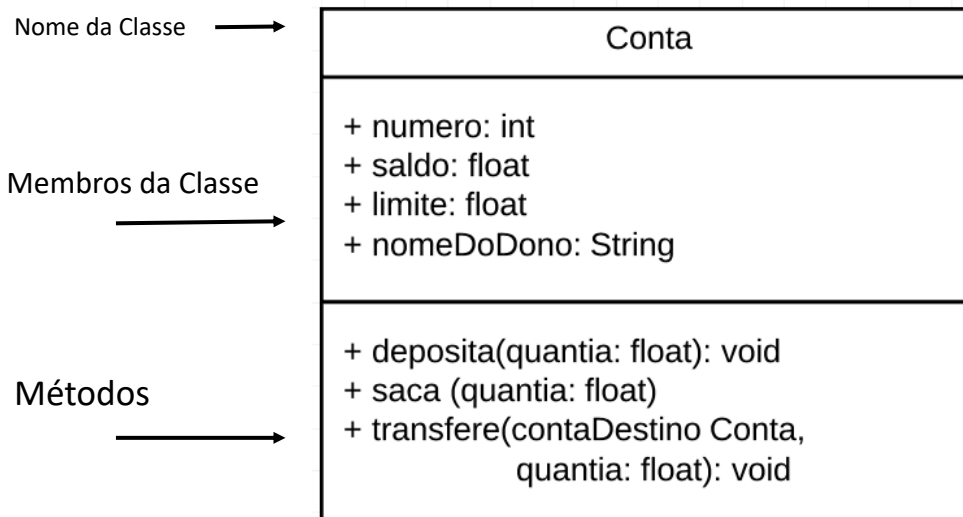 Nome da Classe
Conta
Membros da Classe
+ numero: int
+ saldo: float
+ limite: float
+ nomeDoDono: String
Métodos
+ deposita(quantia: float): void
+ saca (quantia: float)
+ transfere(contaDestino Conta,
quantia: float): void